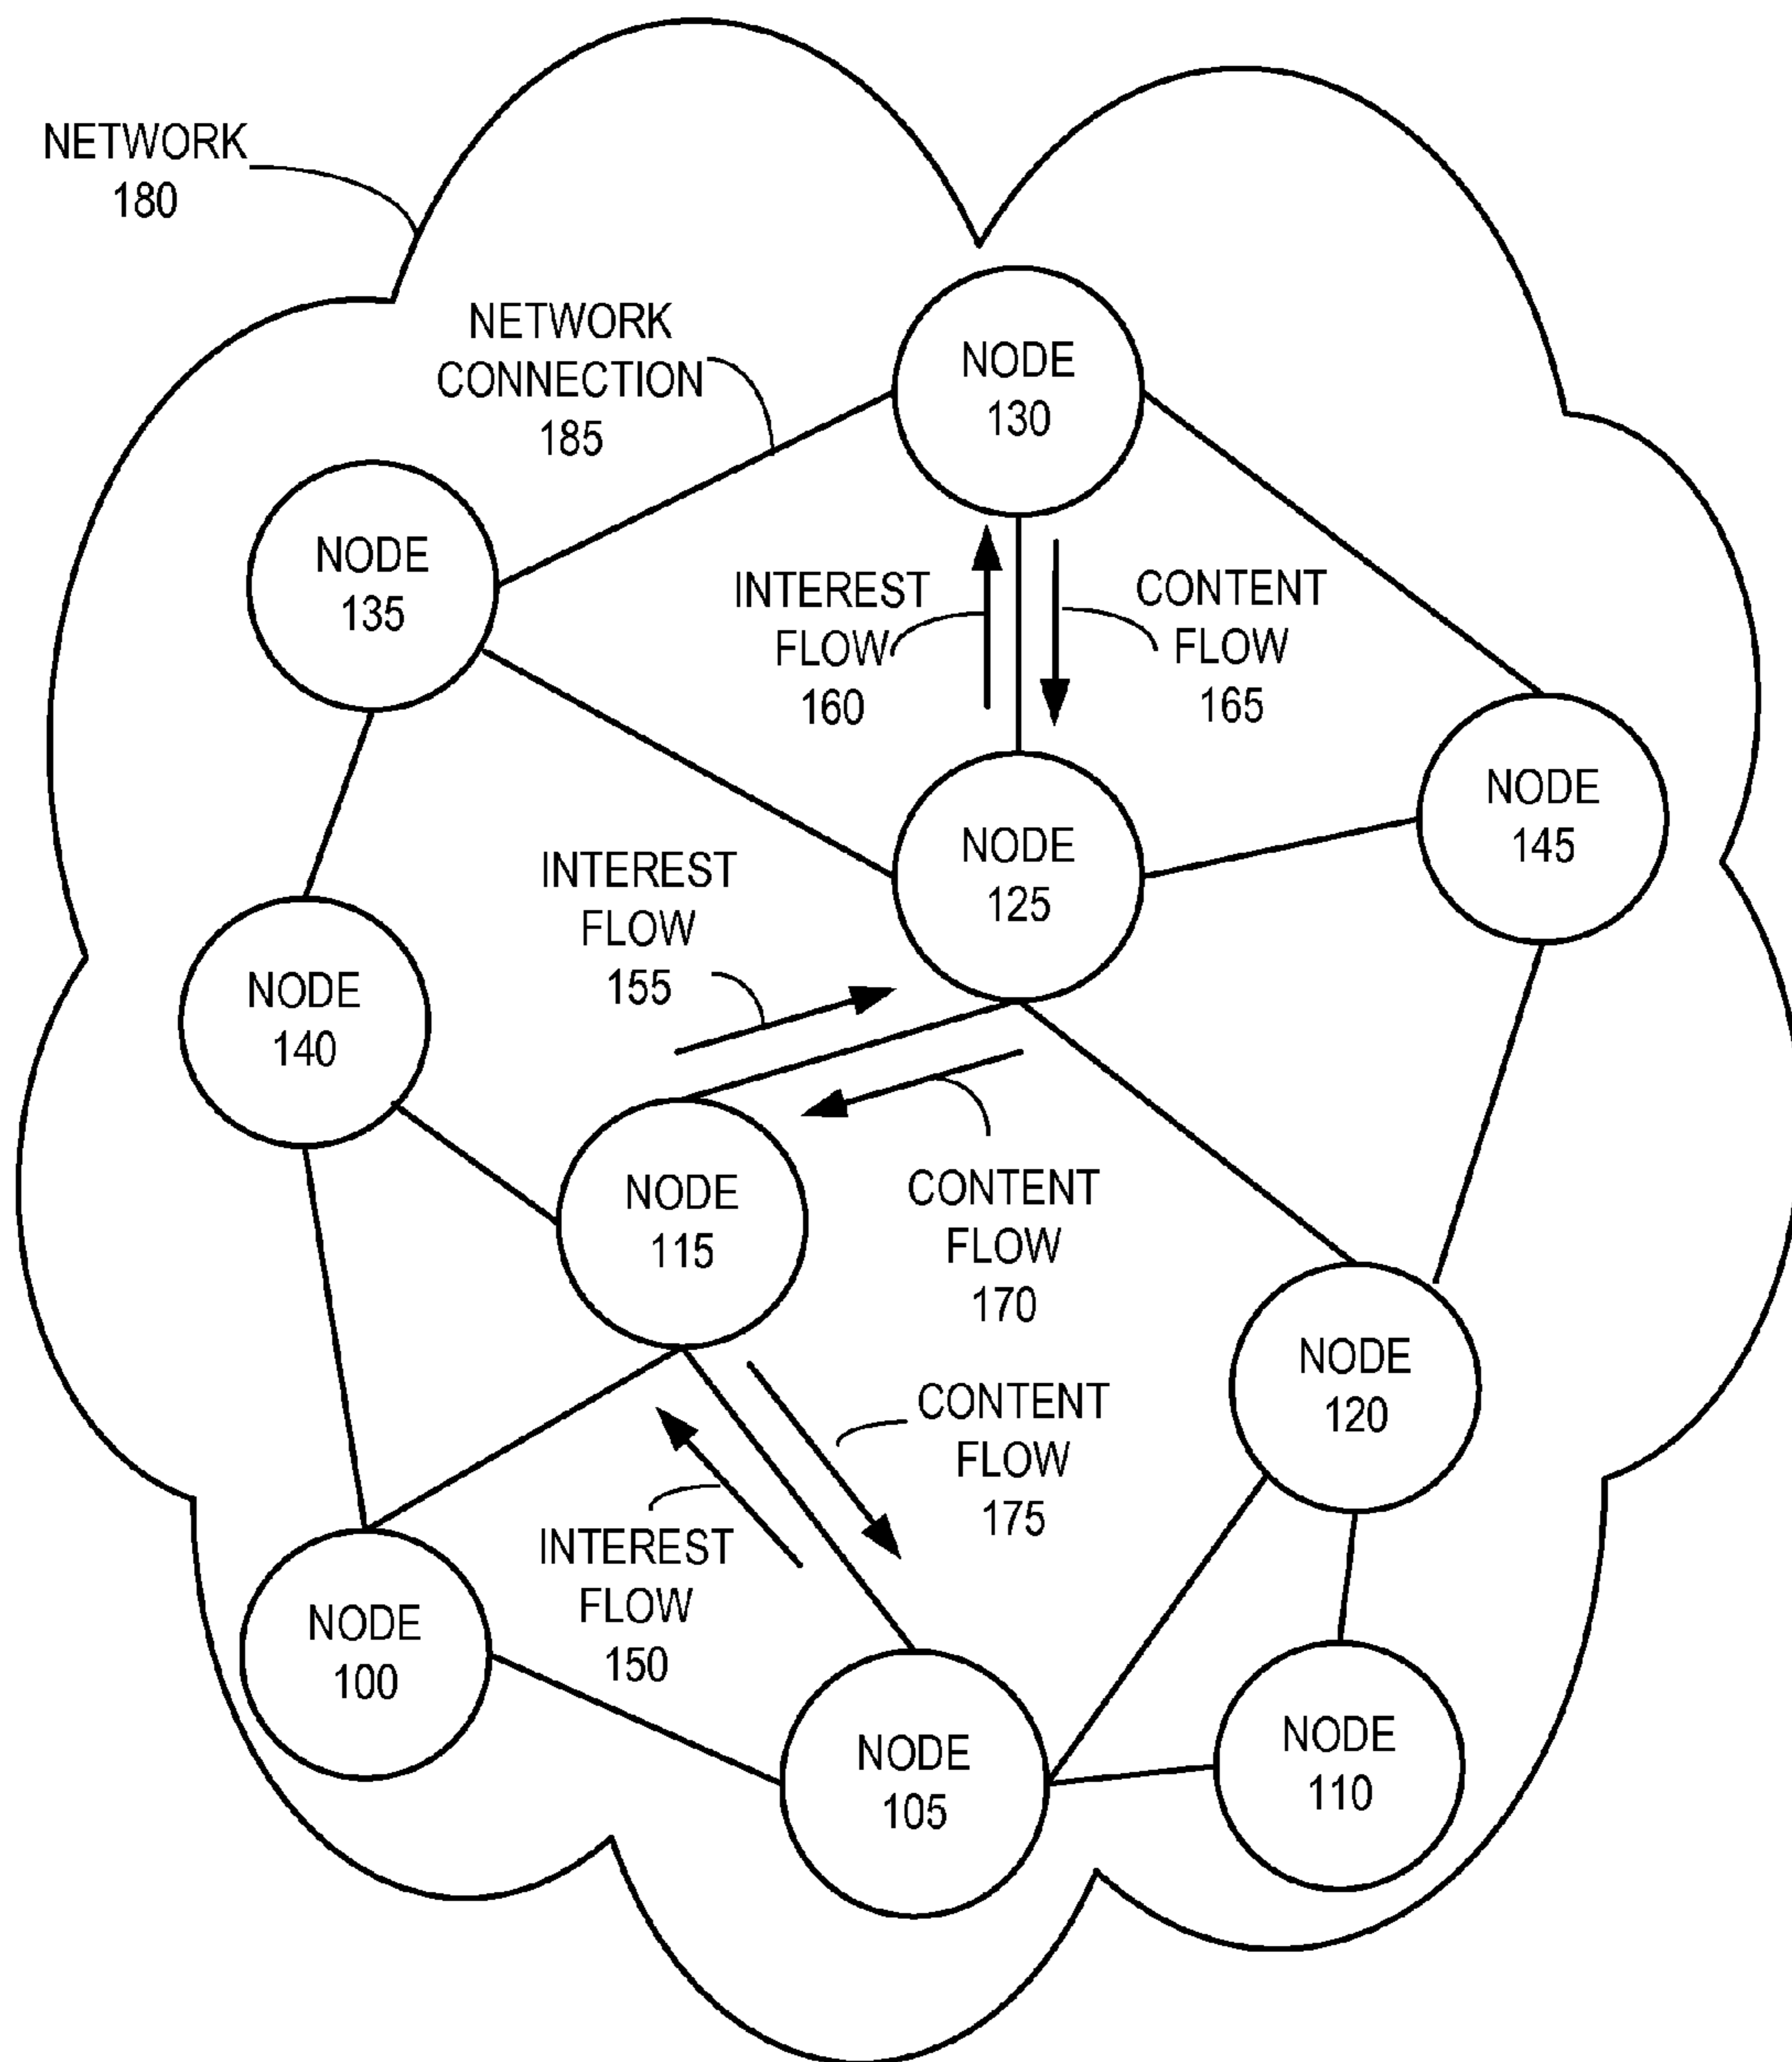 NETWORK
180
NETWORK
CONNECTION
185
NODE
130
NODE
135
INTEREST
FLOW
160
CONTENT
FLOW
165
NODE
145
NODE
125
INTEREST
FLOW
155
NODE
140
NODE
115
CONTENT
FLOW
170
NODE
120
CONTENT
FLOW
175
INTEREST
FLOW
150
NODE
100
NODE
105
NODE
110